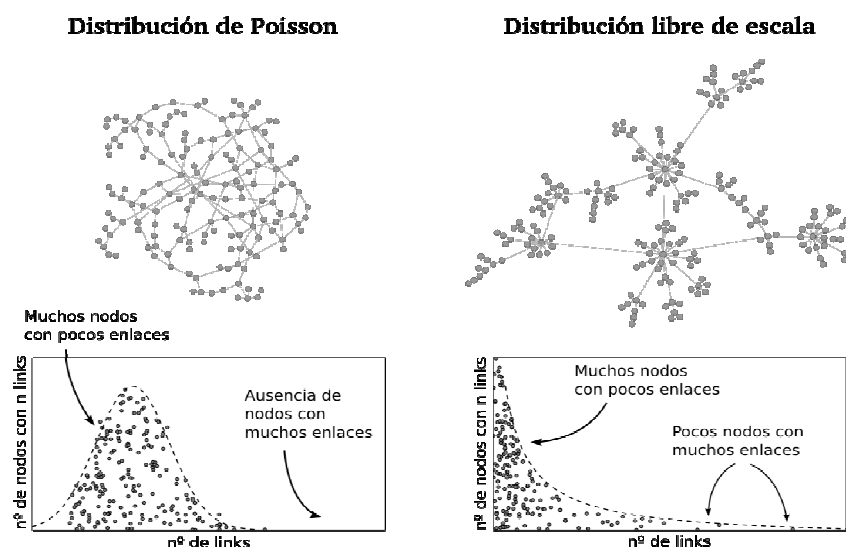 Distribución de Poisson
Distribución libre de escala
Muchos nodos
con pocos enlaces
nº de nodos con n links
Ausencia de
nodos con
muchos enlaces
nº de links
nº de nodos con n links
Muchos nodos
con pocos enlaces
Pocos nodos con
muchos enlaces
nº de links